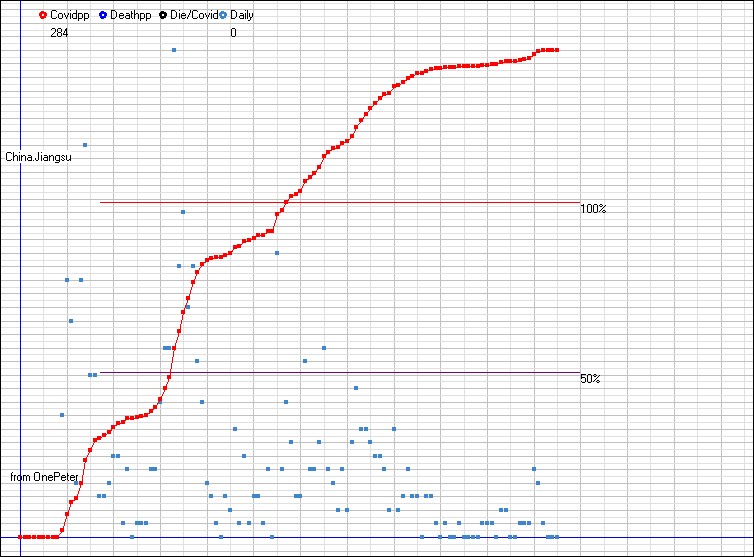 Covidpp Deathpp Die/Covid Daily
284 0
China.Jiangsu
100%
50%
from OnePeter